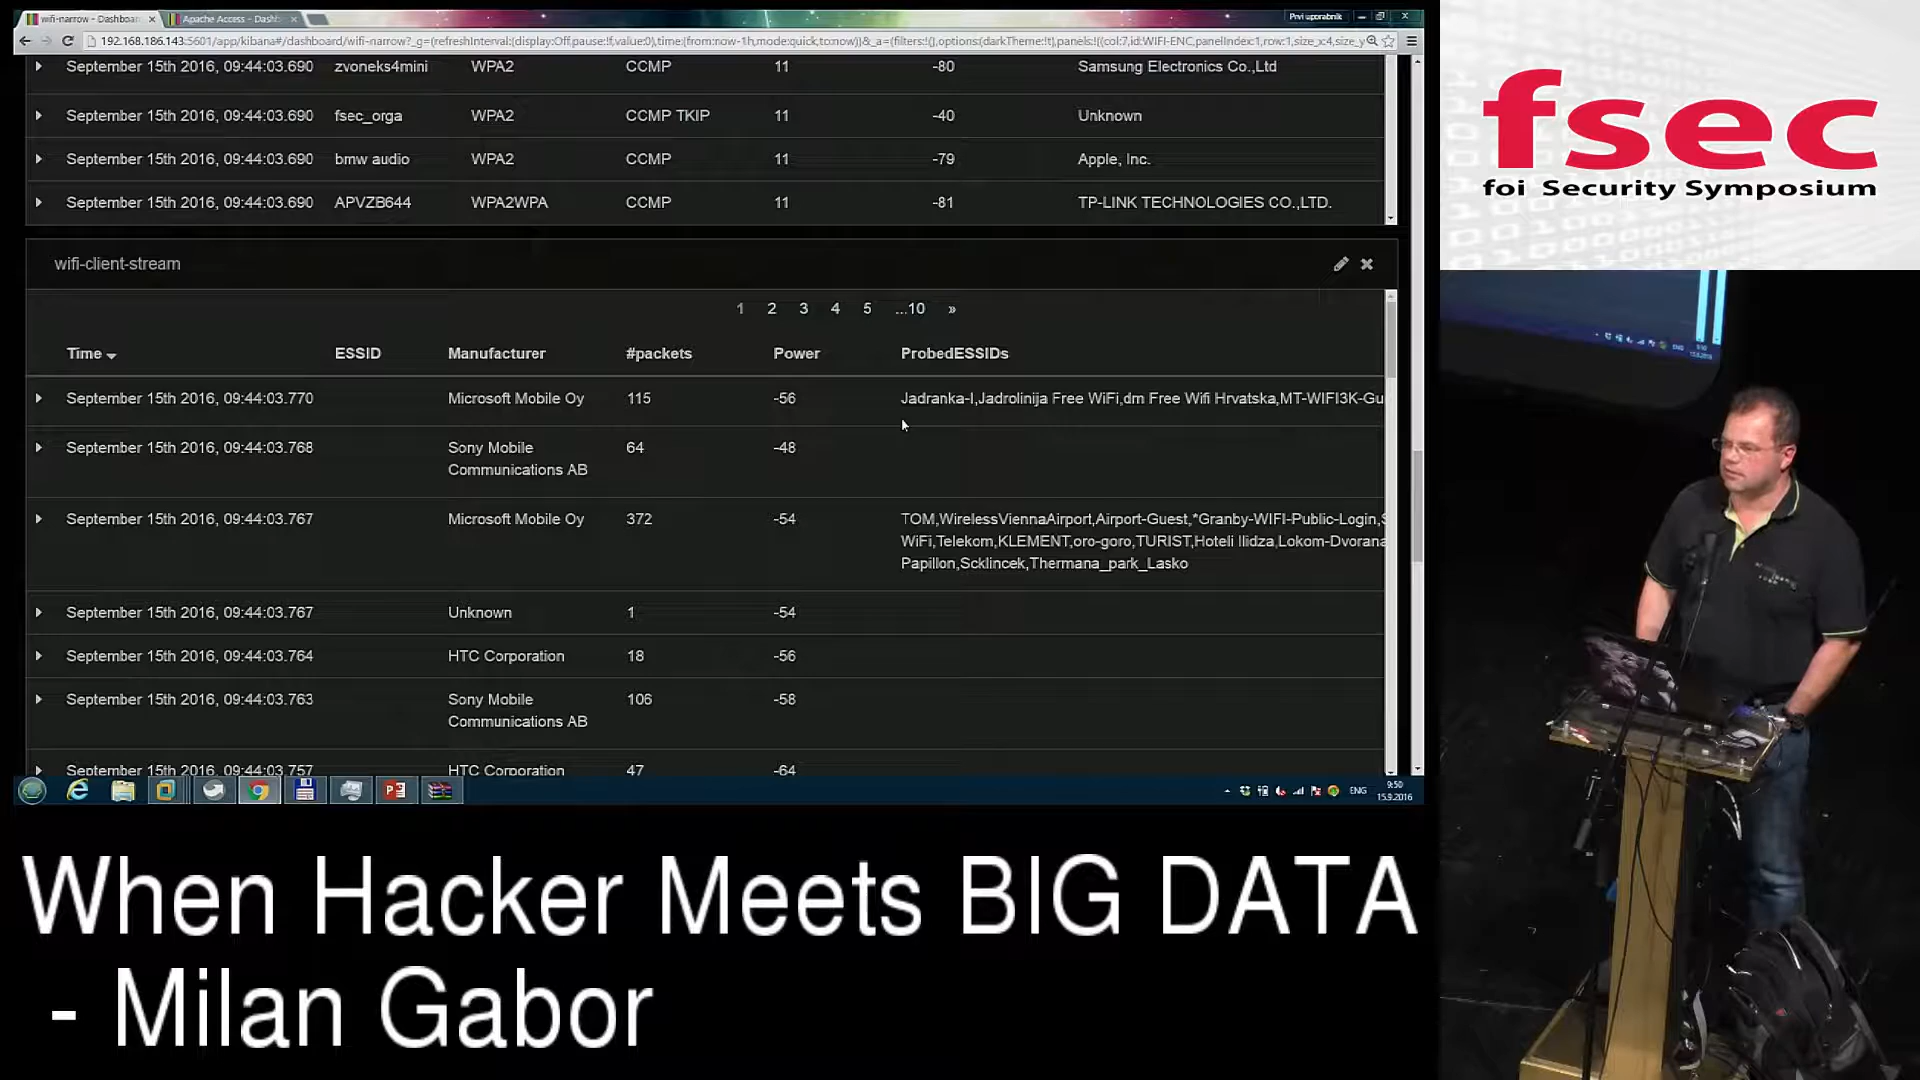 wifi-narrow - Dashboar
Apache Access - Dashb
Prvi uporabnik
192.168.186.143:5601/app/kibana#/dashboard/wifi-narrow?_g=(refreshInterval:(display:Off,pause:!f,value:0),time:(from:now-1h,mode:quick,to:now))&_a=(filters:!(),options:(darkTheme:!t),panels:!((col:7,id:WIFI-ENC,panelIndex:1,row:1,size_x:4,size_y
September 15th 2016, 09:44:03.690 zvoneks4mini WPA2 CCMP 11 -80 Samsung Electronics Co.,Ltd
September 15th 2016, 09:44:03.690 fsec_orga WPA2 CCMP TKIP 11 -40 Unknown
September 15th 2016, 09:44:03.690 bmw audio WPA2 CCMP 11 -79 Apple, Inc.
September 15th 2016, 09:44:03.690 APVZB644 WPA2WPA CCMP 11 -81 TP-LINK TECHNOLOGIES CO.,LTD.
wifi-client-stream
1 2 3 4 5 ...10 »
Time ESSID Manufacturer #packets Power ProbedESSIDs
September 15th 2016, 09:44:03.770 Microsoft Mobile Oy 115 -56 Jadranka-I,Jadrolinija Free WiFi,dm Free Wifi Hrvatska,MT-WIFI3K-Gu
September 15th 2016, 09:44:03.768 Sony Mobile 64 -48
Communications AB
September 15th 2016, 09:44:03.767 Microsoft Mobile Oy 372 -54 TOM,WirelessViennaAirport,Airport-Guest,*Granby-WIFI-Public-Login,S
WiFi,Telekom,KLEMENT,oro-goro,TURIST,Hoteli Ilidza,Lokom-Dvorana
Papillon,Scklincek,Thermana_park_Lasko
September 15th 2016, 09:44:03.767 Unknown 1 -54
September 15th 2016, 09:44:03.764 HTC Corporation 18 -56
September 15th 2016, 09:44:03.763 Sony Mobile 106 -58
Communications AB
September 15th 2016, 09:44:03.757 HTC Corporation 47 -64
ENG
9:50
15.9.2016
fsec
foi Security Symposium
When Hacker Meets BIG DATA
- Milan Gabor